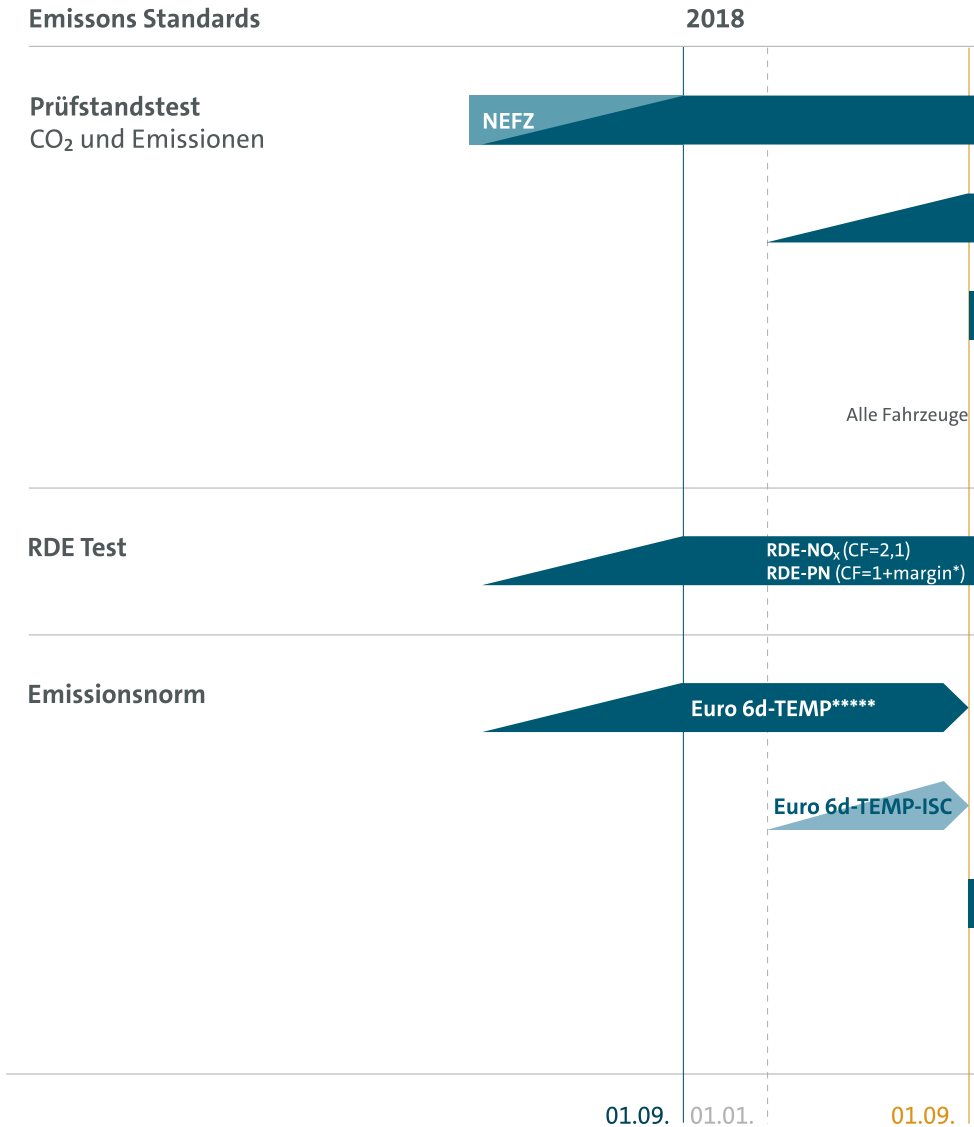 Emissons Standards
2018
Prüfstandstest
CO₂ und Emissionen
NEFZ
Alle Fahrzeuge
RDE Test
RDE-NOₓ (CF=2,1)
RDE-PN (CF=1+margin*)
Emissionsnorm
Euro 6d-TEMP*****
Euro 6d-TEMP-ISC
01.09.
01.01.
01.09.